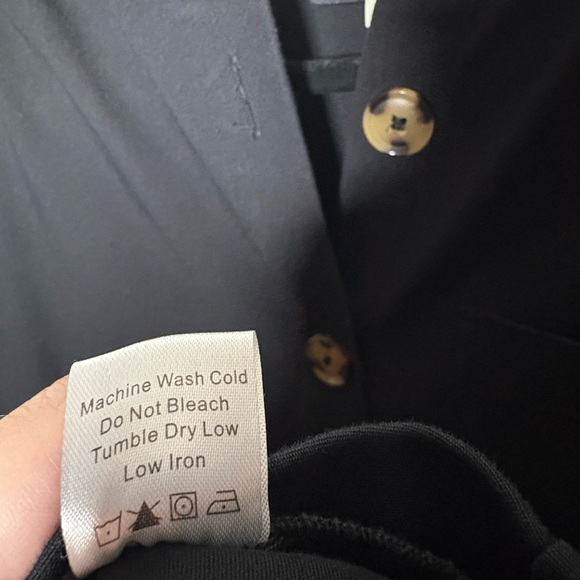 Machine Wash Cold
Do Not Bleach
Tumble Dry Low
Low Iron